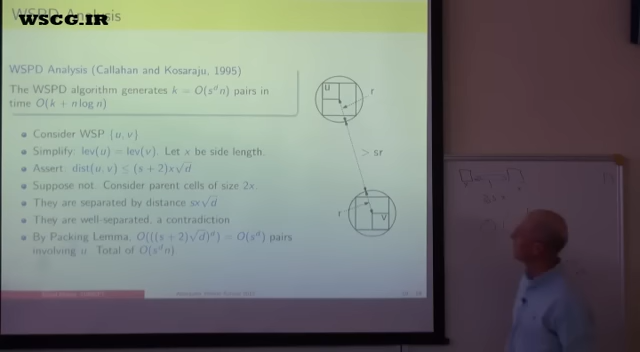 WSPD Analysis
WSCG.IR
WSPD Analysis (Callahan and Kosaraju, 1995)
The WSPD algorithm generates k = O(s^d n) pairs in
time O(k + n log n)
Consider WSP {u, v}
Simplify: lev(u) = lev(v). Let x be side length.
Assert: dist(u, v) ≤ (s + 2)x√d
Suppose not. Consider parent cells of size 2x.
They are separated by distance sx√d
They are well-separated, a contradiction
By Packing Lemma, O(((s + 2)√d)^d) = O(s^d) pairs
involving u. Total of O(s^d n)
u
r
> sr
r
v